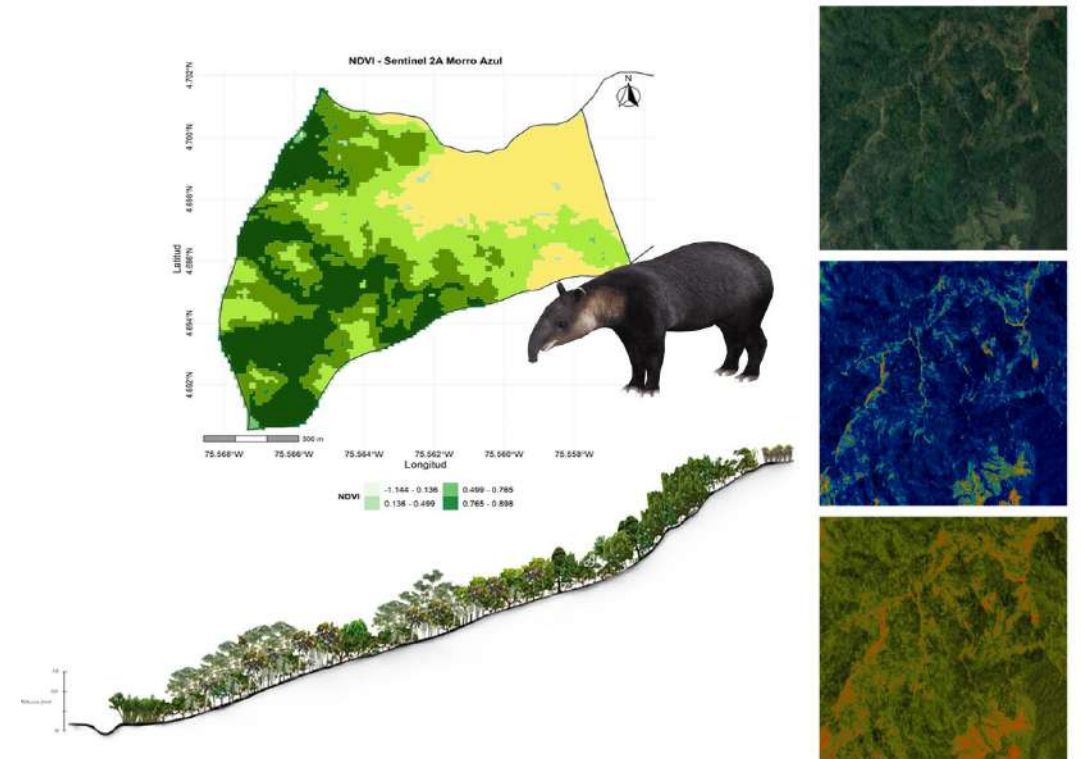 NDVI - Sentinel 2A Morro Azul
N
4.702°N
4.700°N
4.698°N
4.696°N
4.694°N
4.692°N
Latitud
300 m
75.568°W 75.566°W 75.564°W 75.562°W 75.560°W 75.558°W
Longitud
NDVI
-1.144 - 0.136 0.499 - 0.765
0.136 - 0.499 0.765 - 0.898